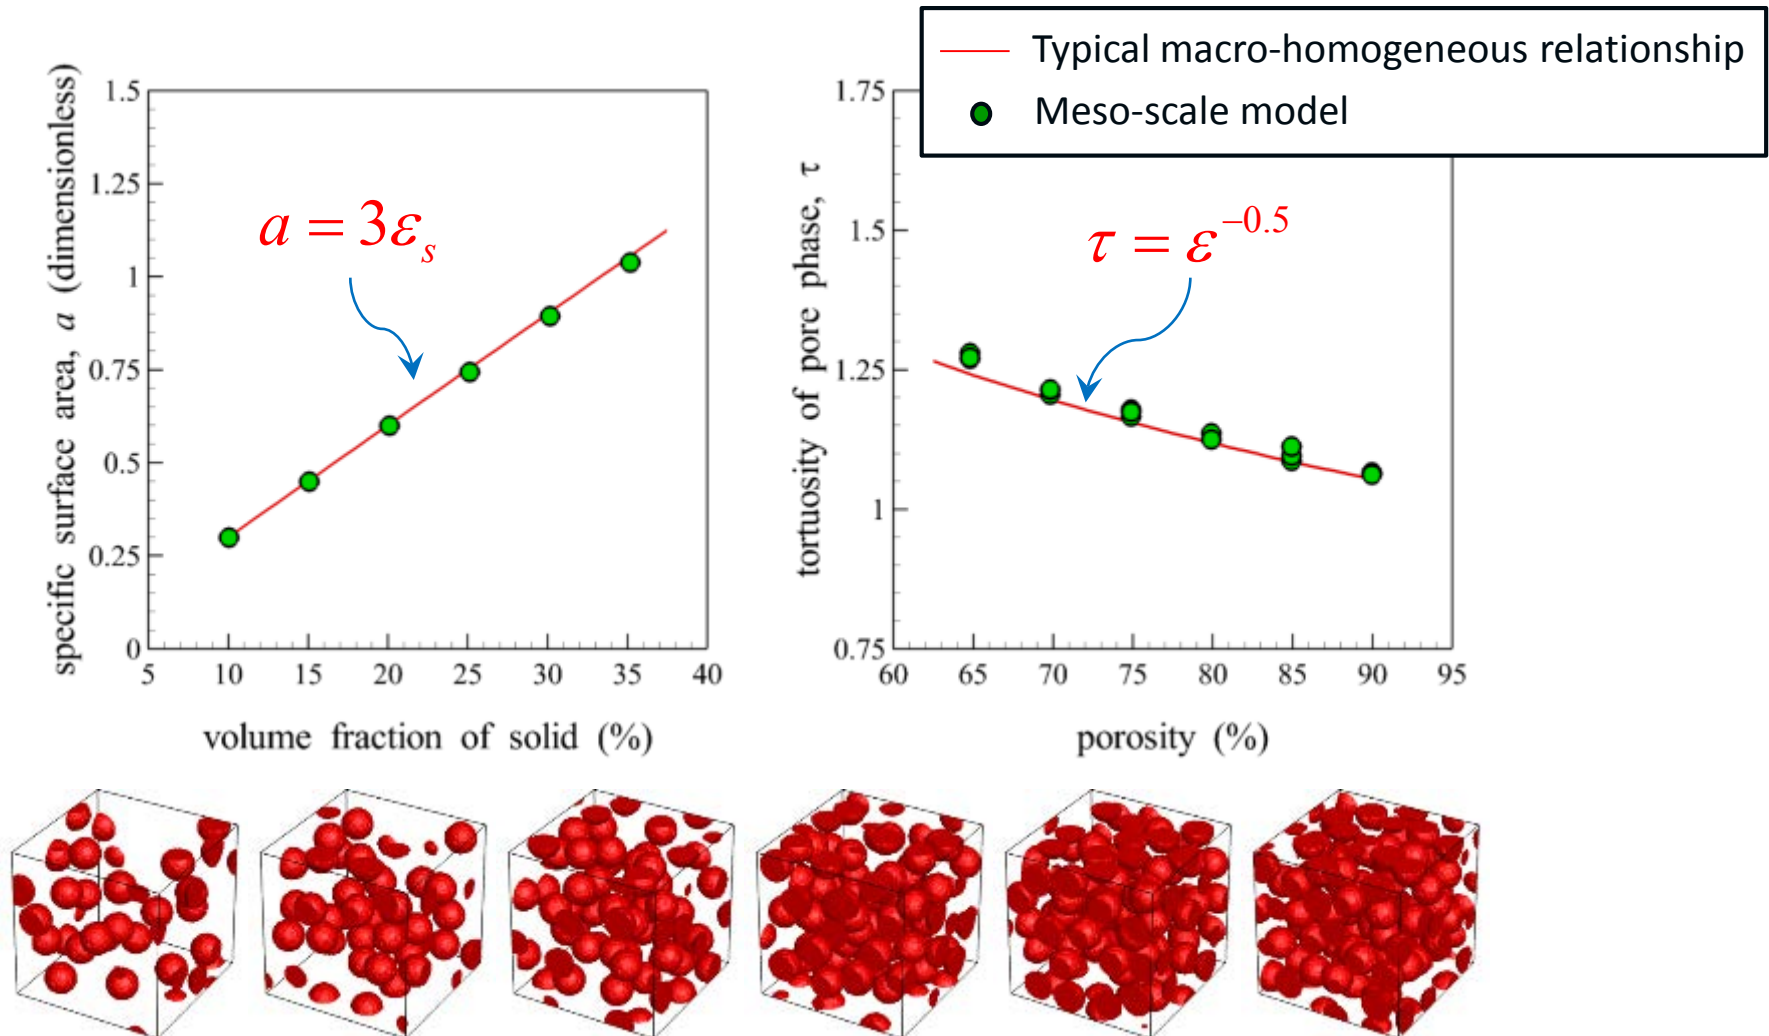 Typical macro-homogeneous relationship
Meso-scale model
specific surface area, a (dimensionless)
1.5
1.25
1
0.75
0.5
0.25
0
a = 3εs
5 10 15 20 25 30 35 40
volume fraction of solid (%)
tortuosity of pore phase, τ
1.75
1.5
1.25
1
0.75
τ = ε^−0.5
60 65 70 75 80 85 90 95
porosity (%)